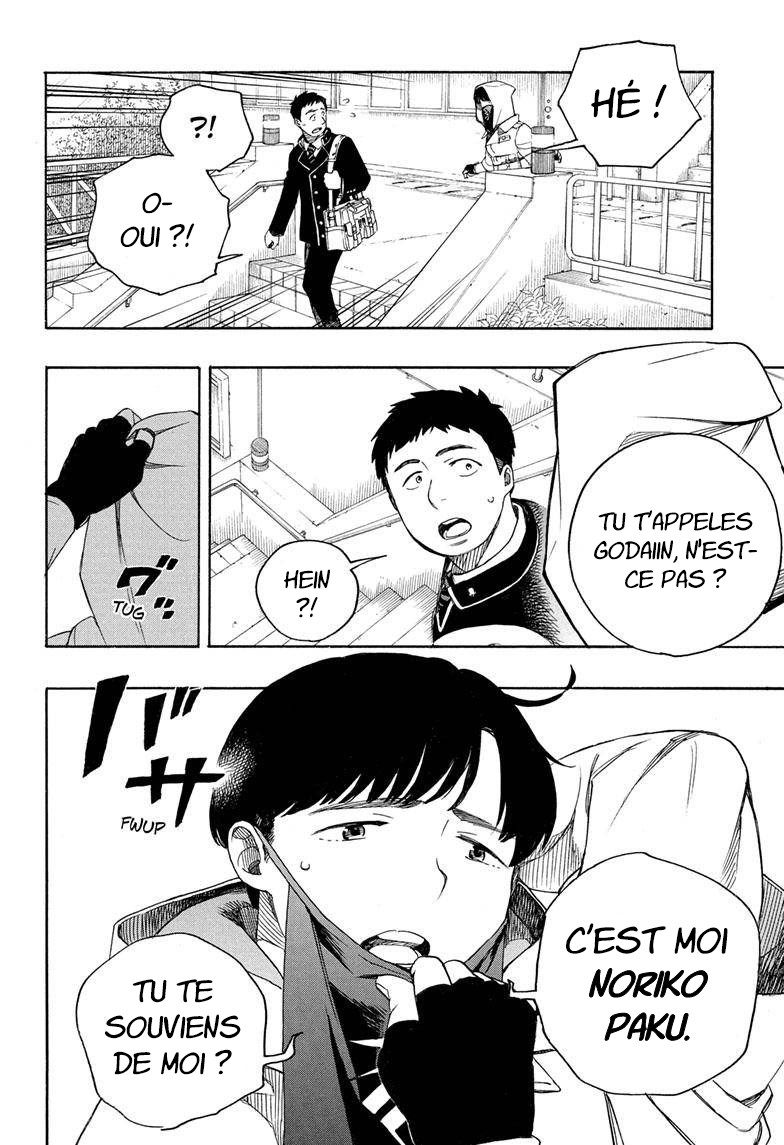 HÉ !
?!
O-
OUI ?!
TU T'APPELES
GODAIIN, N'EST-
CE PAS ?
HEIN
?!
グッ
TUG
C'EST MOI
NORIKO
PAKU.
バサ
FWUP
TU TE
SOUVIENS
DE MOI ?